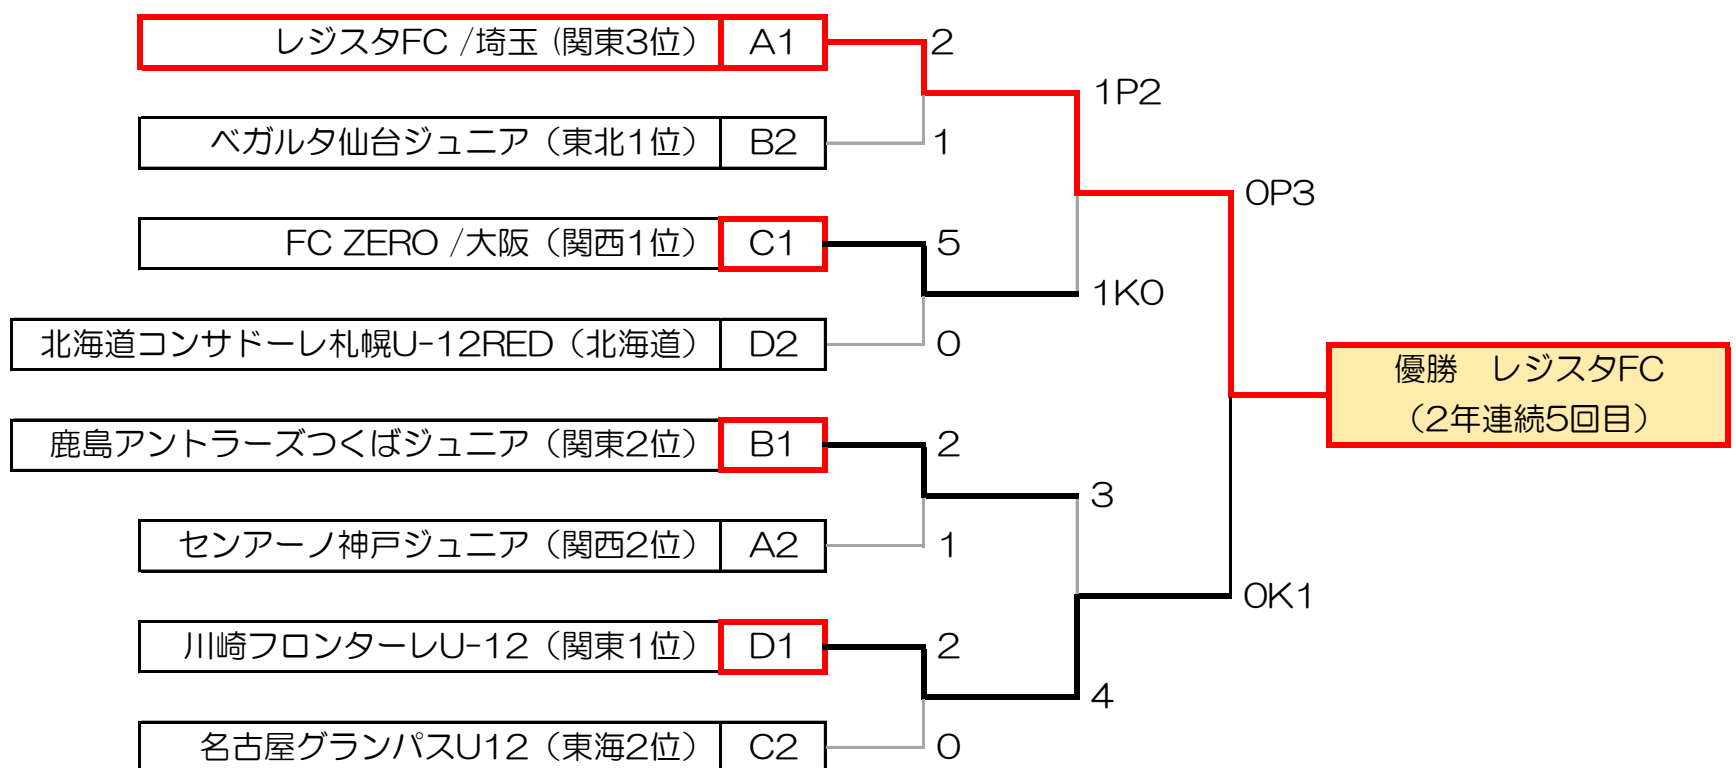 レジスタFC /埼玉 (関東3位) A1 2
1P2
ベガルタ仙台ジュニア（東北1位） B2 1
0P3
FC ZERO /大阪（関西1位） C1 5
1K0
北海道コンサドーレ札幌U-12RED（北海道） D2 0
優勝　レジスタFC
（2年連続5回目）
鹿島アントラーズつくばジュニア（関東2位） B1 2
3
センアーノ神戸ジュニア（関西2位） A2 1
0K1
川崎フロンターレU-12（関東1位） D1 2
4
名古屋グランパスU12（東海2位） C2 0